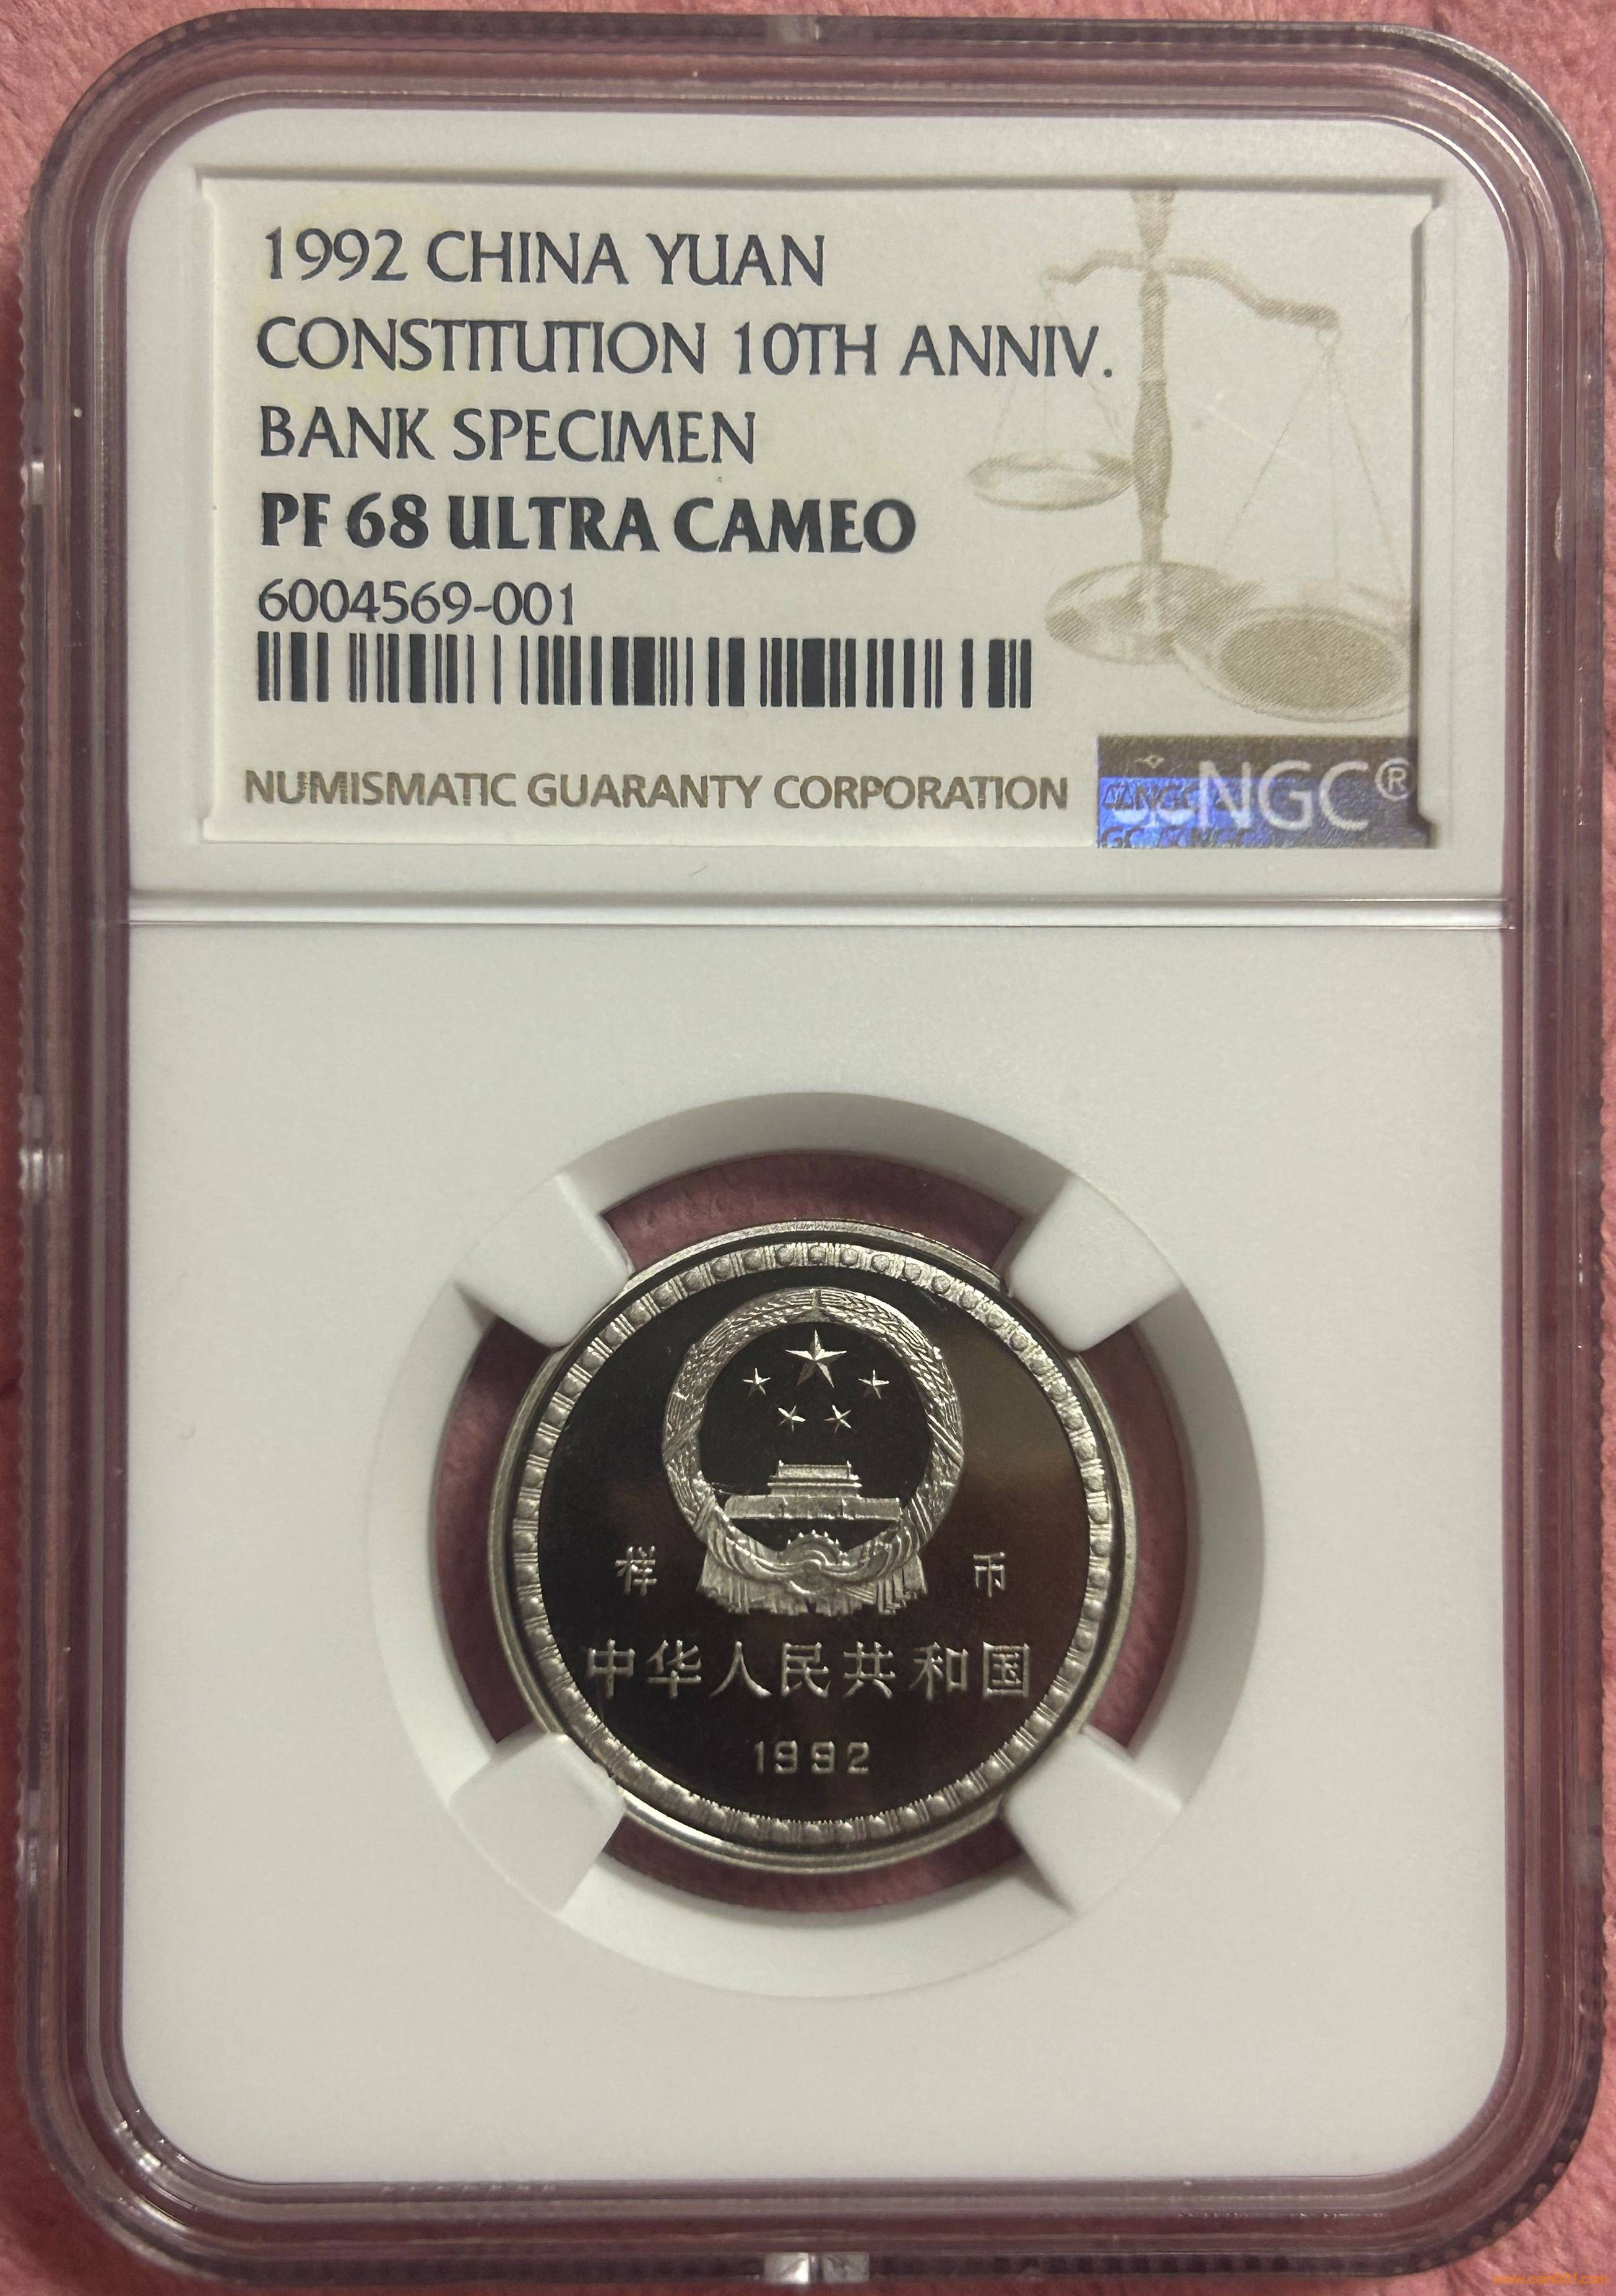 1992 CHINA YUAN
CONSTITUTION 10TH ANNIV.
BANK SPECIMEN
PF 68 ULTRA CAMEO
6004569-001
NUMISMATIC GUARANTY CORPORATION
NGC®
样 币
中华人民共和国
1992